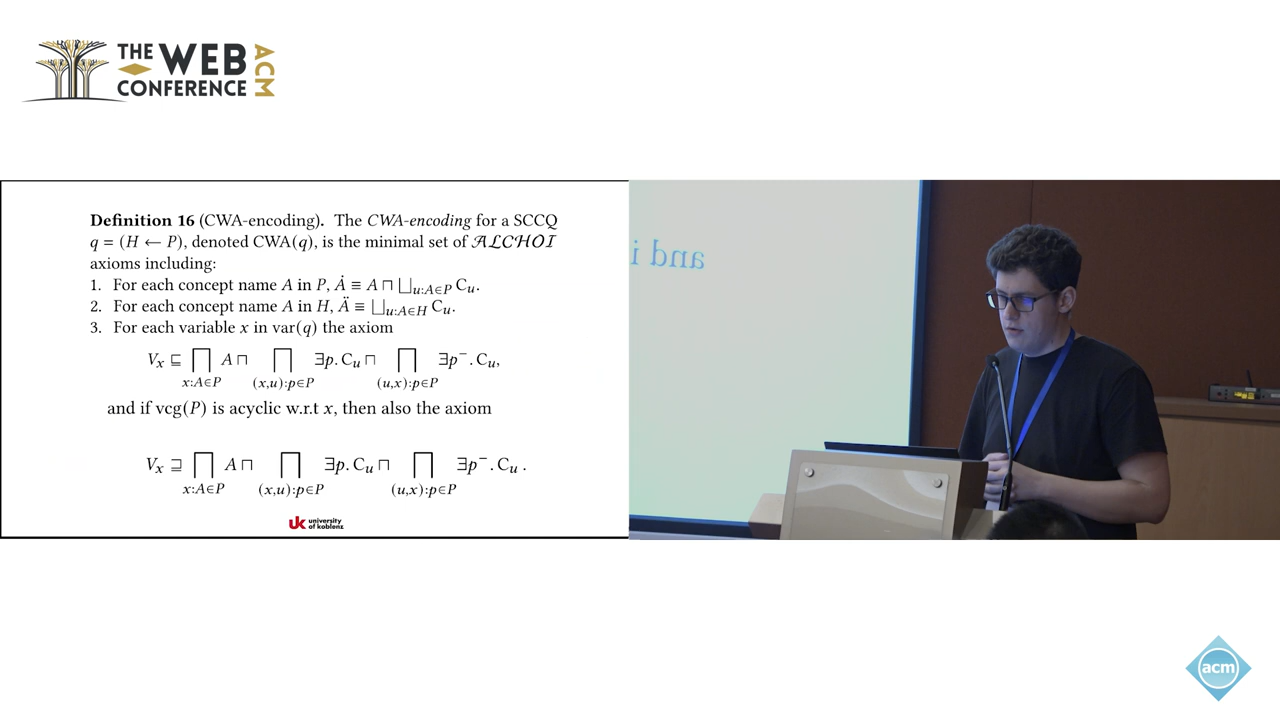 THE WEB
CONFERENCE
ACM
Definition 16 (CWA-encoding). The CWA-encoding for a SCCQ
q = (H ← P), denoted CWA(q), is the minimal set of 𝒜ℒ𝒞ℋ𝒪ℐ
axioms including:
1. For each concept name A in P, Ȧ ≡ A ⊓ ⨆u:A∈P Cu.
2. For each concept name A in H, Ä ≡ ⨆u:A∈H Cu.
3. For each variable x in var(q) the axiom
Vx ⊑ ⨅ A ⊓ ⨅ ∃p. Cu ⊓ ⨅ ∃p⁻. Cu,
x:A∈P (x,u):p∈P (u,x):p∈P
and if vcg(P) is acyclic w.r.t x, then also the axiom
Vx ⊒ ⨅ A ⊓ ⨅ ∃p. Cu ⊓ ⨅ ∃p⁻. Cu .
x:A∈P (x,u):p∈P (u,x):p∈P
uk university
of koblenz
and i
acm